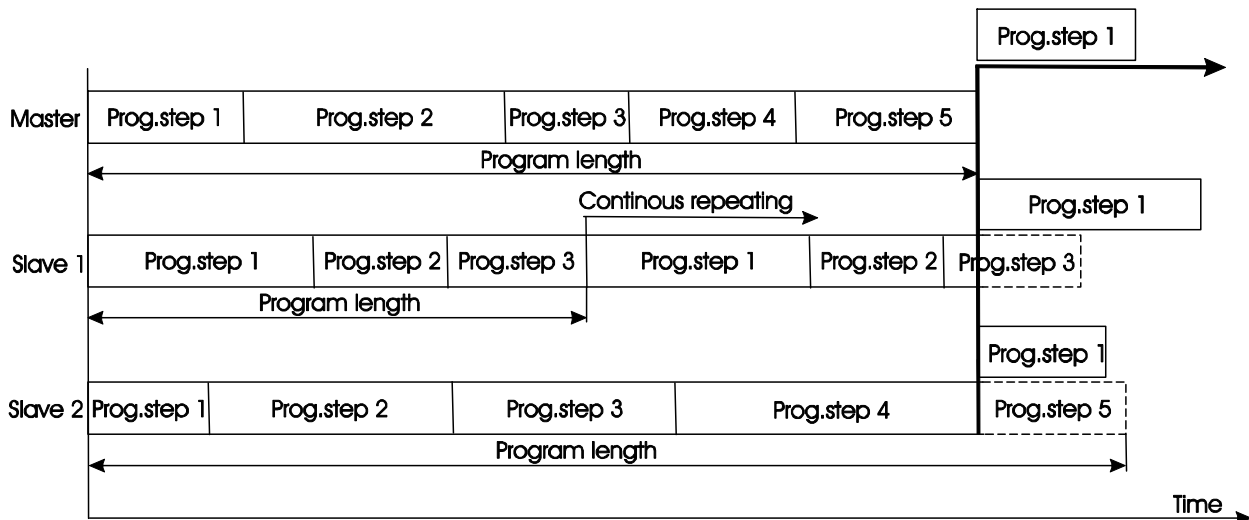 Prog.step 1
Master Prog.step 1 Prog.step 2 Prog.step 3 Prog.step 4 Prog.step 5
Program length
Prog.step 1
Continous repeating
Slave 1 Prog.step 1 Prog.step 2 Prog.step 3 Prog.step 1 Prog.step 2 Prog.step 3
Program length
Prog.step 1
Slave 2 Prog.step 1 Prog.step 2 Prog.step 3 Prog.step 4 Prog.step 5
Program length
Time